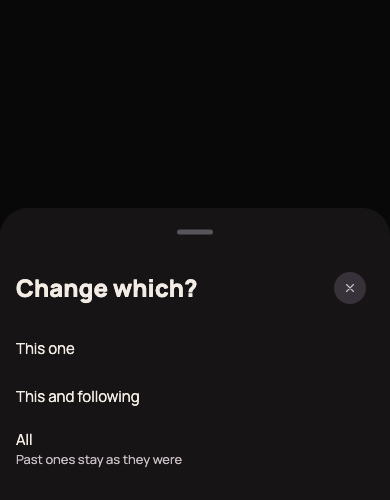 Change which?
This one
This and following
All
Past ones stay as they were